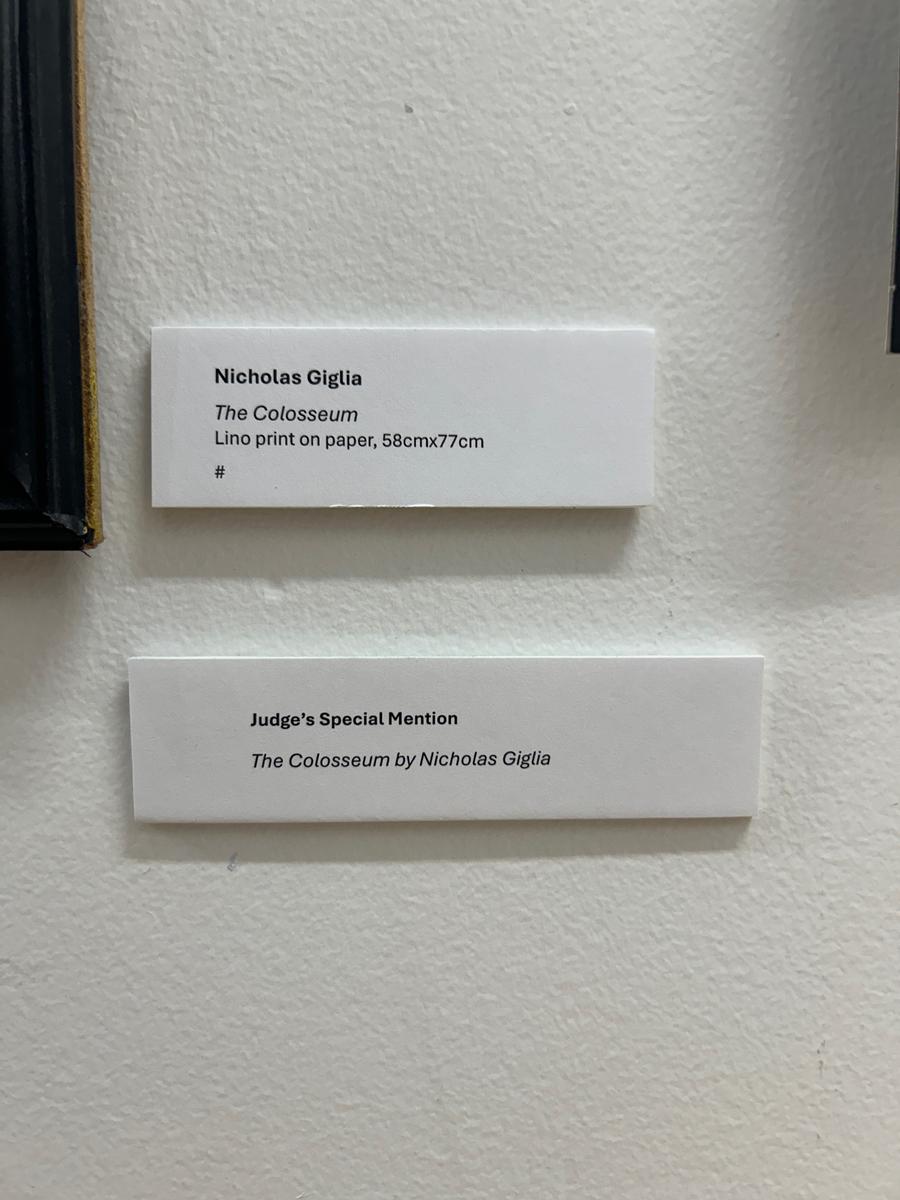 Nicholas Giglia
The Colosseum
Lino print on paper, 58cmx77cm
#
Judge’s Special Mention
The Colosseum by Nicholas Giglia